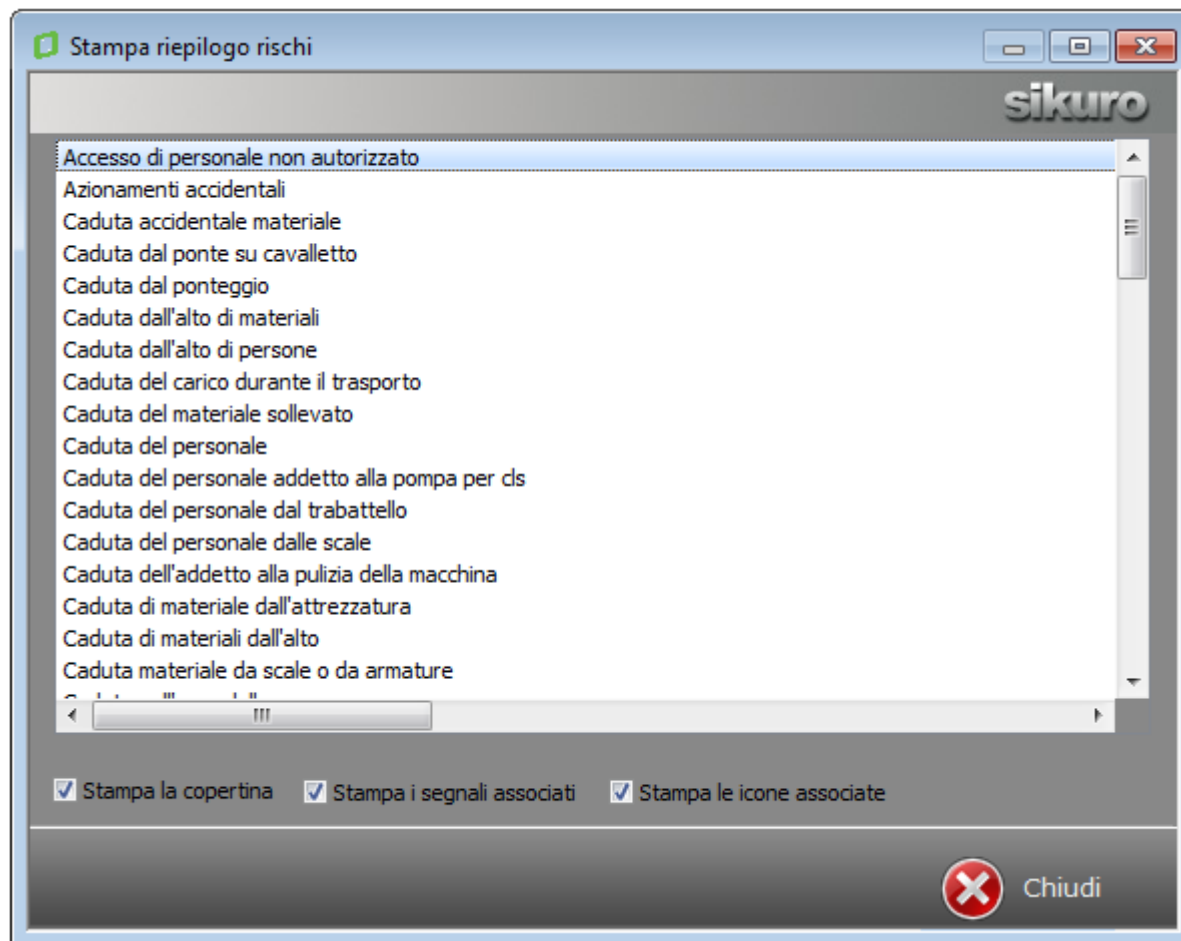 Stampa riepilogo rischi
sikuro
Accesso di personale non autorizzato
Azionamenti accidentali
Caduta accidentale materiale
Caduta dal ponte su cavalletto
Caduta dal ponteggio
Caduta dall'alto di materiali
Caduta dall'alto di persone
Caduta del carico durante il trasporto
Caduta del materiale sollevato
Caduta del personale
Caduta del personale addetto alla pompa per cls
Caduta del personale dal trabattello
Caduta del personale dalle scale
Caduta dell'addetto alla pulizia della macchina
Caduta di materiale dall'attrezzatura
Caduta di materiali dall'alto
Caduta materiale da scale o da armature
Stampa la copertina Stampa i segnali associati Stampa le icone associate
Chiudi